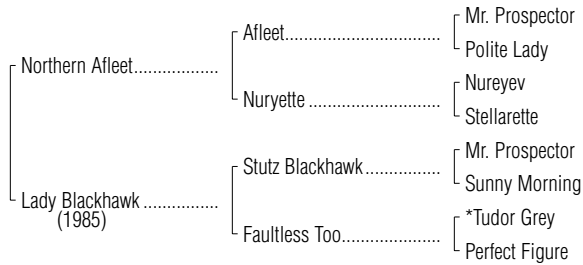 Mr. Prospector
Afleet
Polite Lady
Northern Afleet
Nureyev
Nuryette
Stellarette
Mr. Prospector
Stutz Blackhawk
Sunny Morning
Lady Blackhawk
(1985)
*Tudor Grey
Faultless Too
Perfect Figure